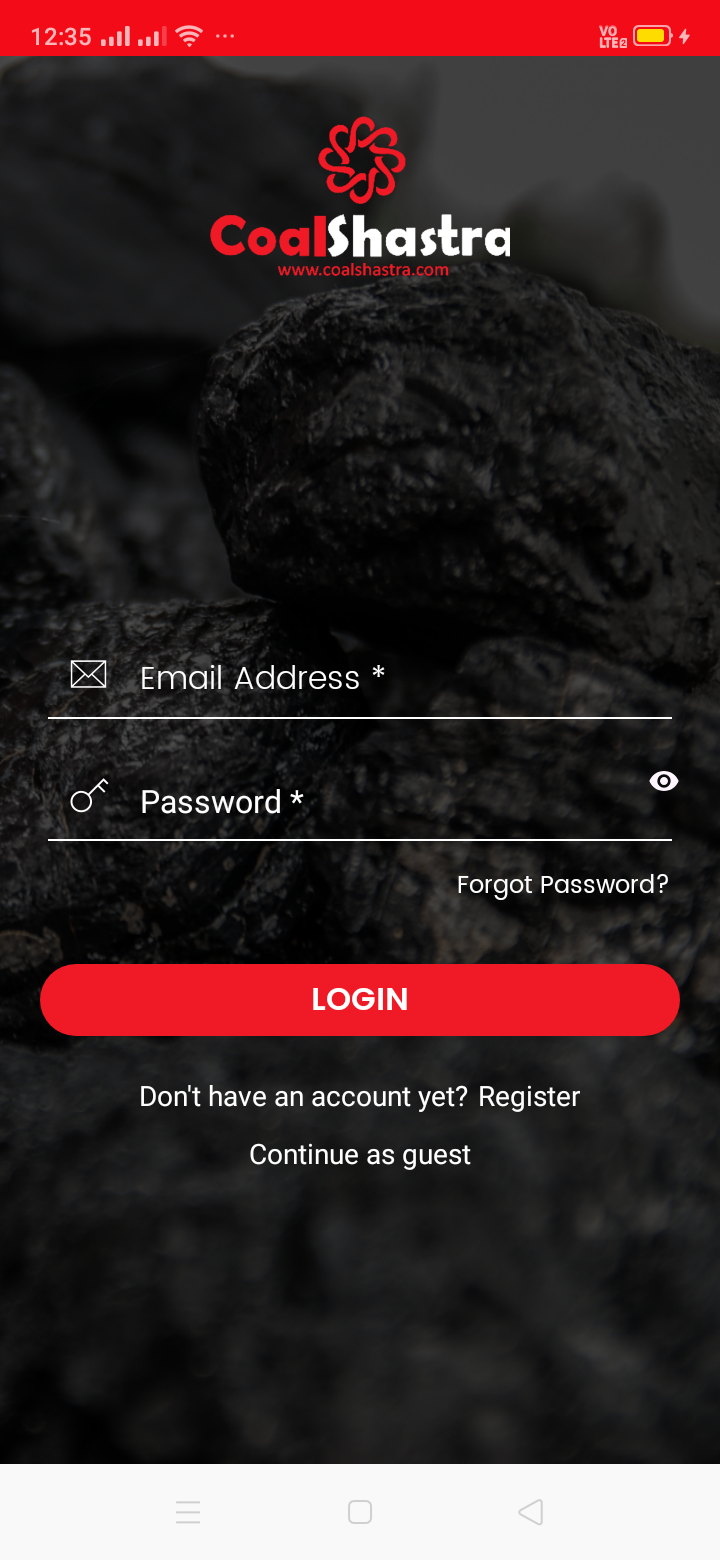 12:35
VO
LTE2
CoalShastra
www.coalshastra.com
Email Address *
Password *
Forgot Password?
LOGIN
Don't have an account yet? Register
Continue as guest